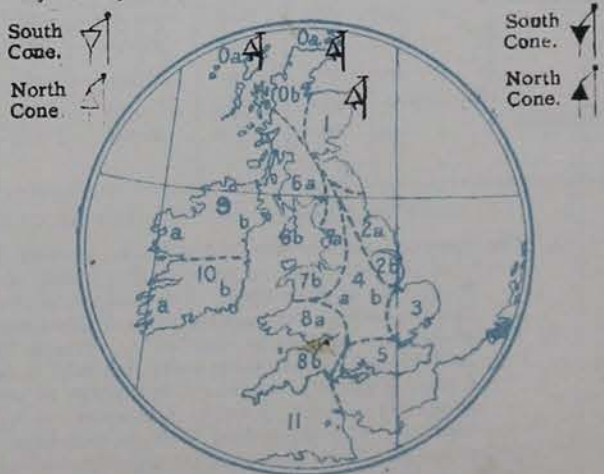 South
Cone.
North
Cone.
South
Cone.
North
Cone.
0a
0a
0b
1
6a
9
a b
6b
2a
10
a b
7b
2b
4
a b
3
8a
8b
5
11